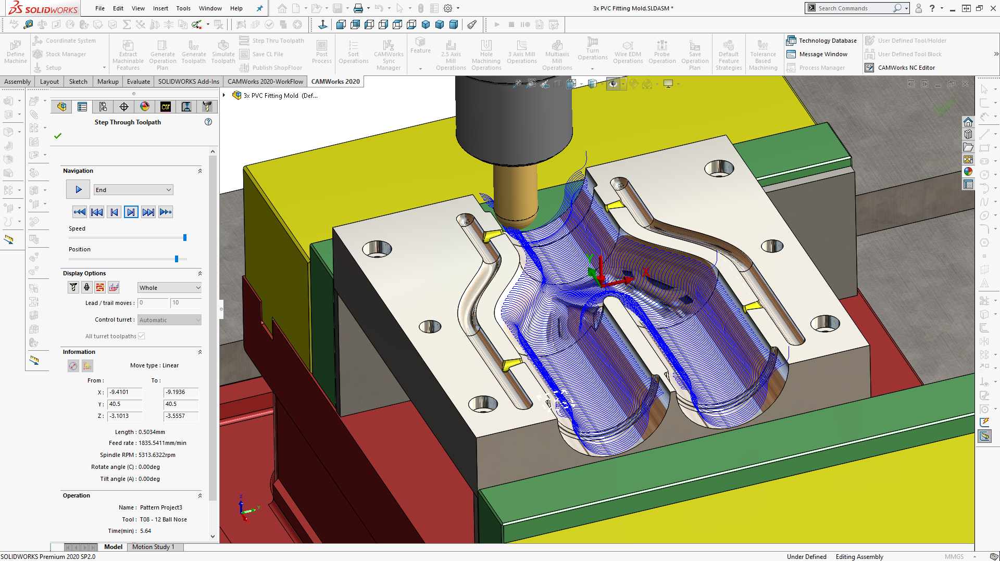 SOLIDWORKS
File Edit View Insert Tools Window Help
3x PVC Fitting Mold.SLDASM *
Search Commands
?
Define Machine
Coordinate System
Stock Manager
Setup
Extract Machinable Features
Generate Operation Plan
Generate Toolpath
Simulate Toolpath
Step Thru Toolpath
Save CL File
Publish ShopFloor
Post Process
Sort Operations
CAMWorks Sync Manager
Feature
2.5 Axis Mill Operations
Hole Machining Operations
3 Axis Mill Operations
Multiaxis Mill Operations
Turn Operations
Wire EDM Operations
Probe Operation
Save Operation Plan
Default Feature Strategies
Tolerance Based Machining
Technology Database
Message Window
Process Manager
User Defined Tool/Holder
User Defined Tool Block
CAMWorks NC Editor
Assembly Layout Sketch Markup Evaluate SOLIDWORKS Add-Ins CAMWorks 2020-WorkFlow CAMWorks 2020
3x PVC Fitting Mold (Def...
Step Through Toolpath
Navigation
End
Speed
Position
Display Options
Whole
Lead / trail moves : 0 10
Control turret : Automatic
All turret toolpaths
Information
Move type : Linear
From : To :
X : -9.4101 -9.1936
Y : 40.5 40.5
Z : -3.1013 -3.5557
Length : 0.5034mm
Feed rate : 1835.5411mm/min
Spindle RPM : 5313.6322rpm
Rotate angle (C) : 0.00deg
Tilt angle (A) : 0.00deg
Operation
Name : Pattern Project3
Tool : T08 - 12 Ball Nose
Time(min) : 5.64
X
Y
Z
Y
Model Motion Study 1
SOLIDWORKS Premium 2020 SP2.0
Under Defined Editing Assembly MMGS